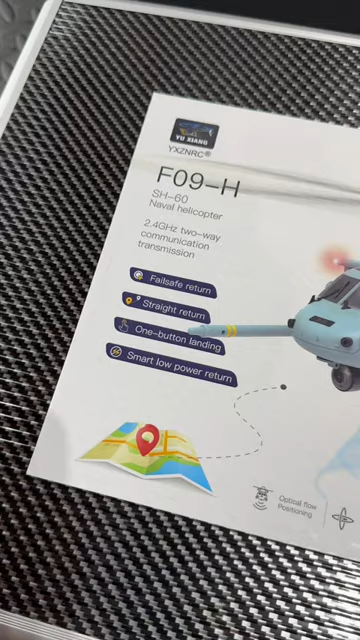 YU XIANG
YXZNRC®
F09-H
SH-60
Naval helicopter
2.4GHz two-way
communication
transmission
Failsafe return
Straight return
One-button landing
Smart low power return
Optical flow
Positioning